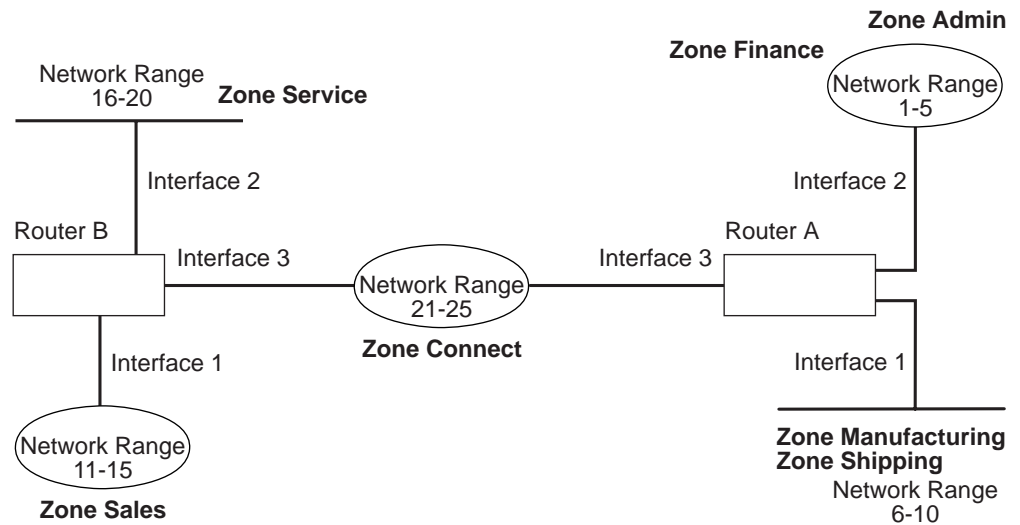 Zone Admin
Zone Finance
Network Range
1-5
Network Range
16-20
Zone Service
Interface 2
Interface 2
Router B
Router A
Interface 3
Interface 3
Network Range
21-25
Zone Connect
Interface 1
Interface 1
Network Range
11-15
Zone Sales
Zone Manufacturing
Zone Shipping
Network Range
6-10